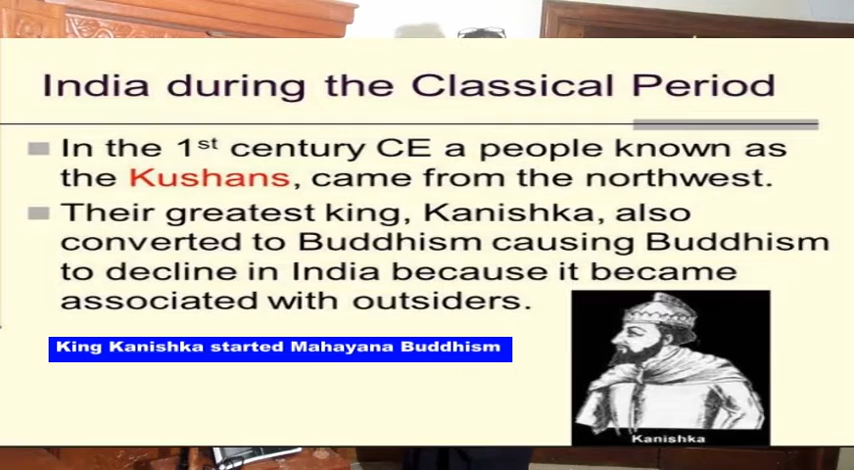 India during the Classical Period
In the 1st century CE a people known as
the Kushans, came from the northwest.
Their greatest king, Kanishka, also
converted to Buddhism causing Buddhism
to decline in India because it became
associated with outsiders.
King Kanishka started Mahayana Buddhism
Kanishka